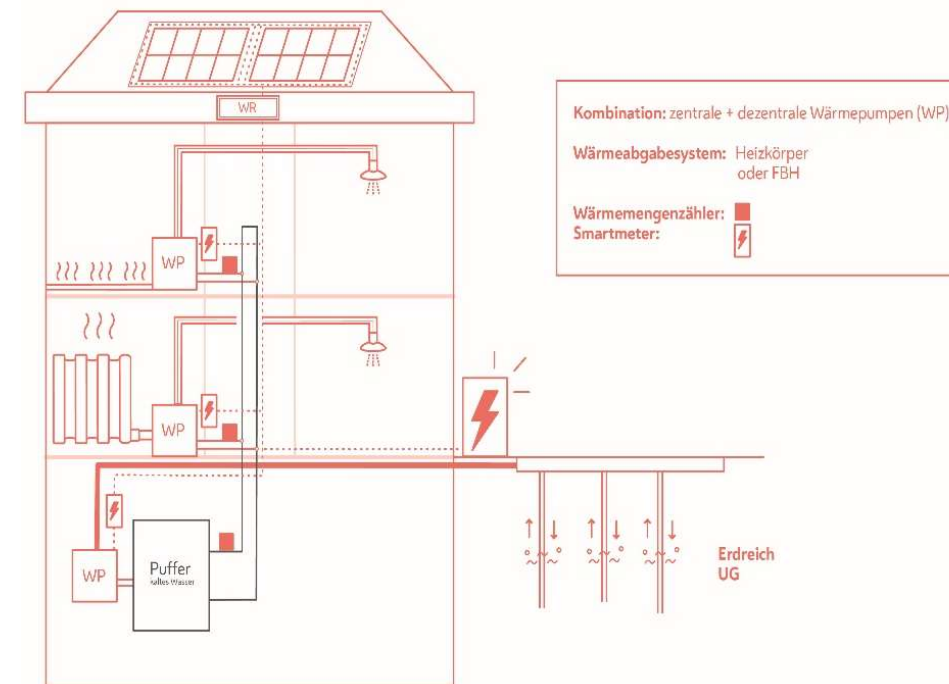 WR
Kombination: zentrale + dezentrale Wärmepumpen (WP)
Wärmeabgabesystem: Heizkörper
oder FBH
Wärmemengenzähler:
Smartmeter:
WP
WP
WP
Puffer
kaltes Wasser
Erdreich
UG